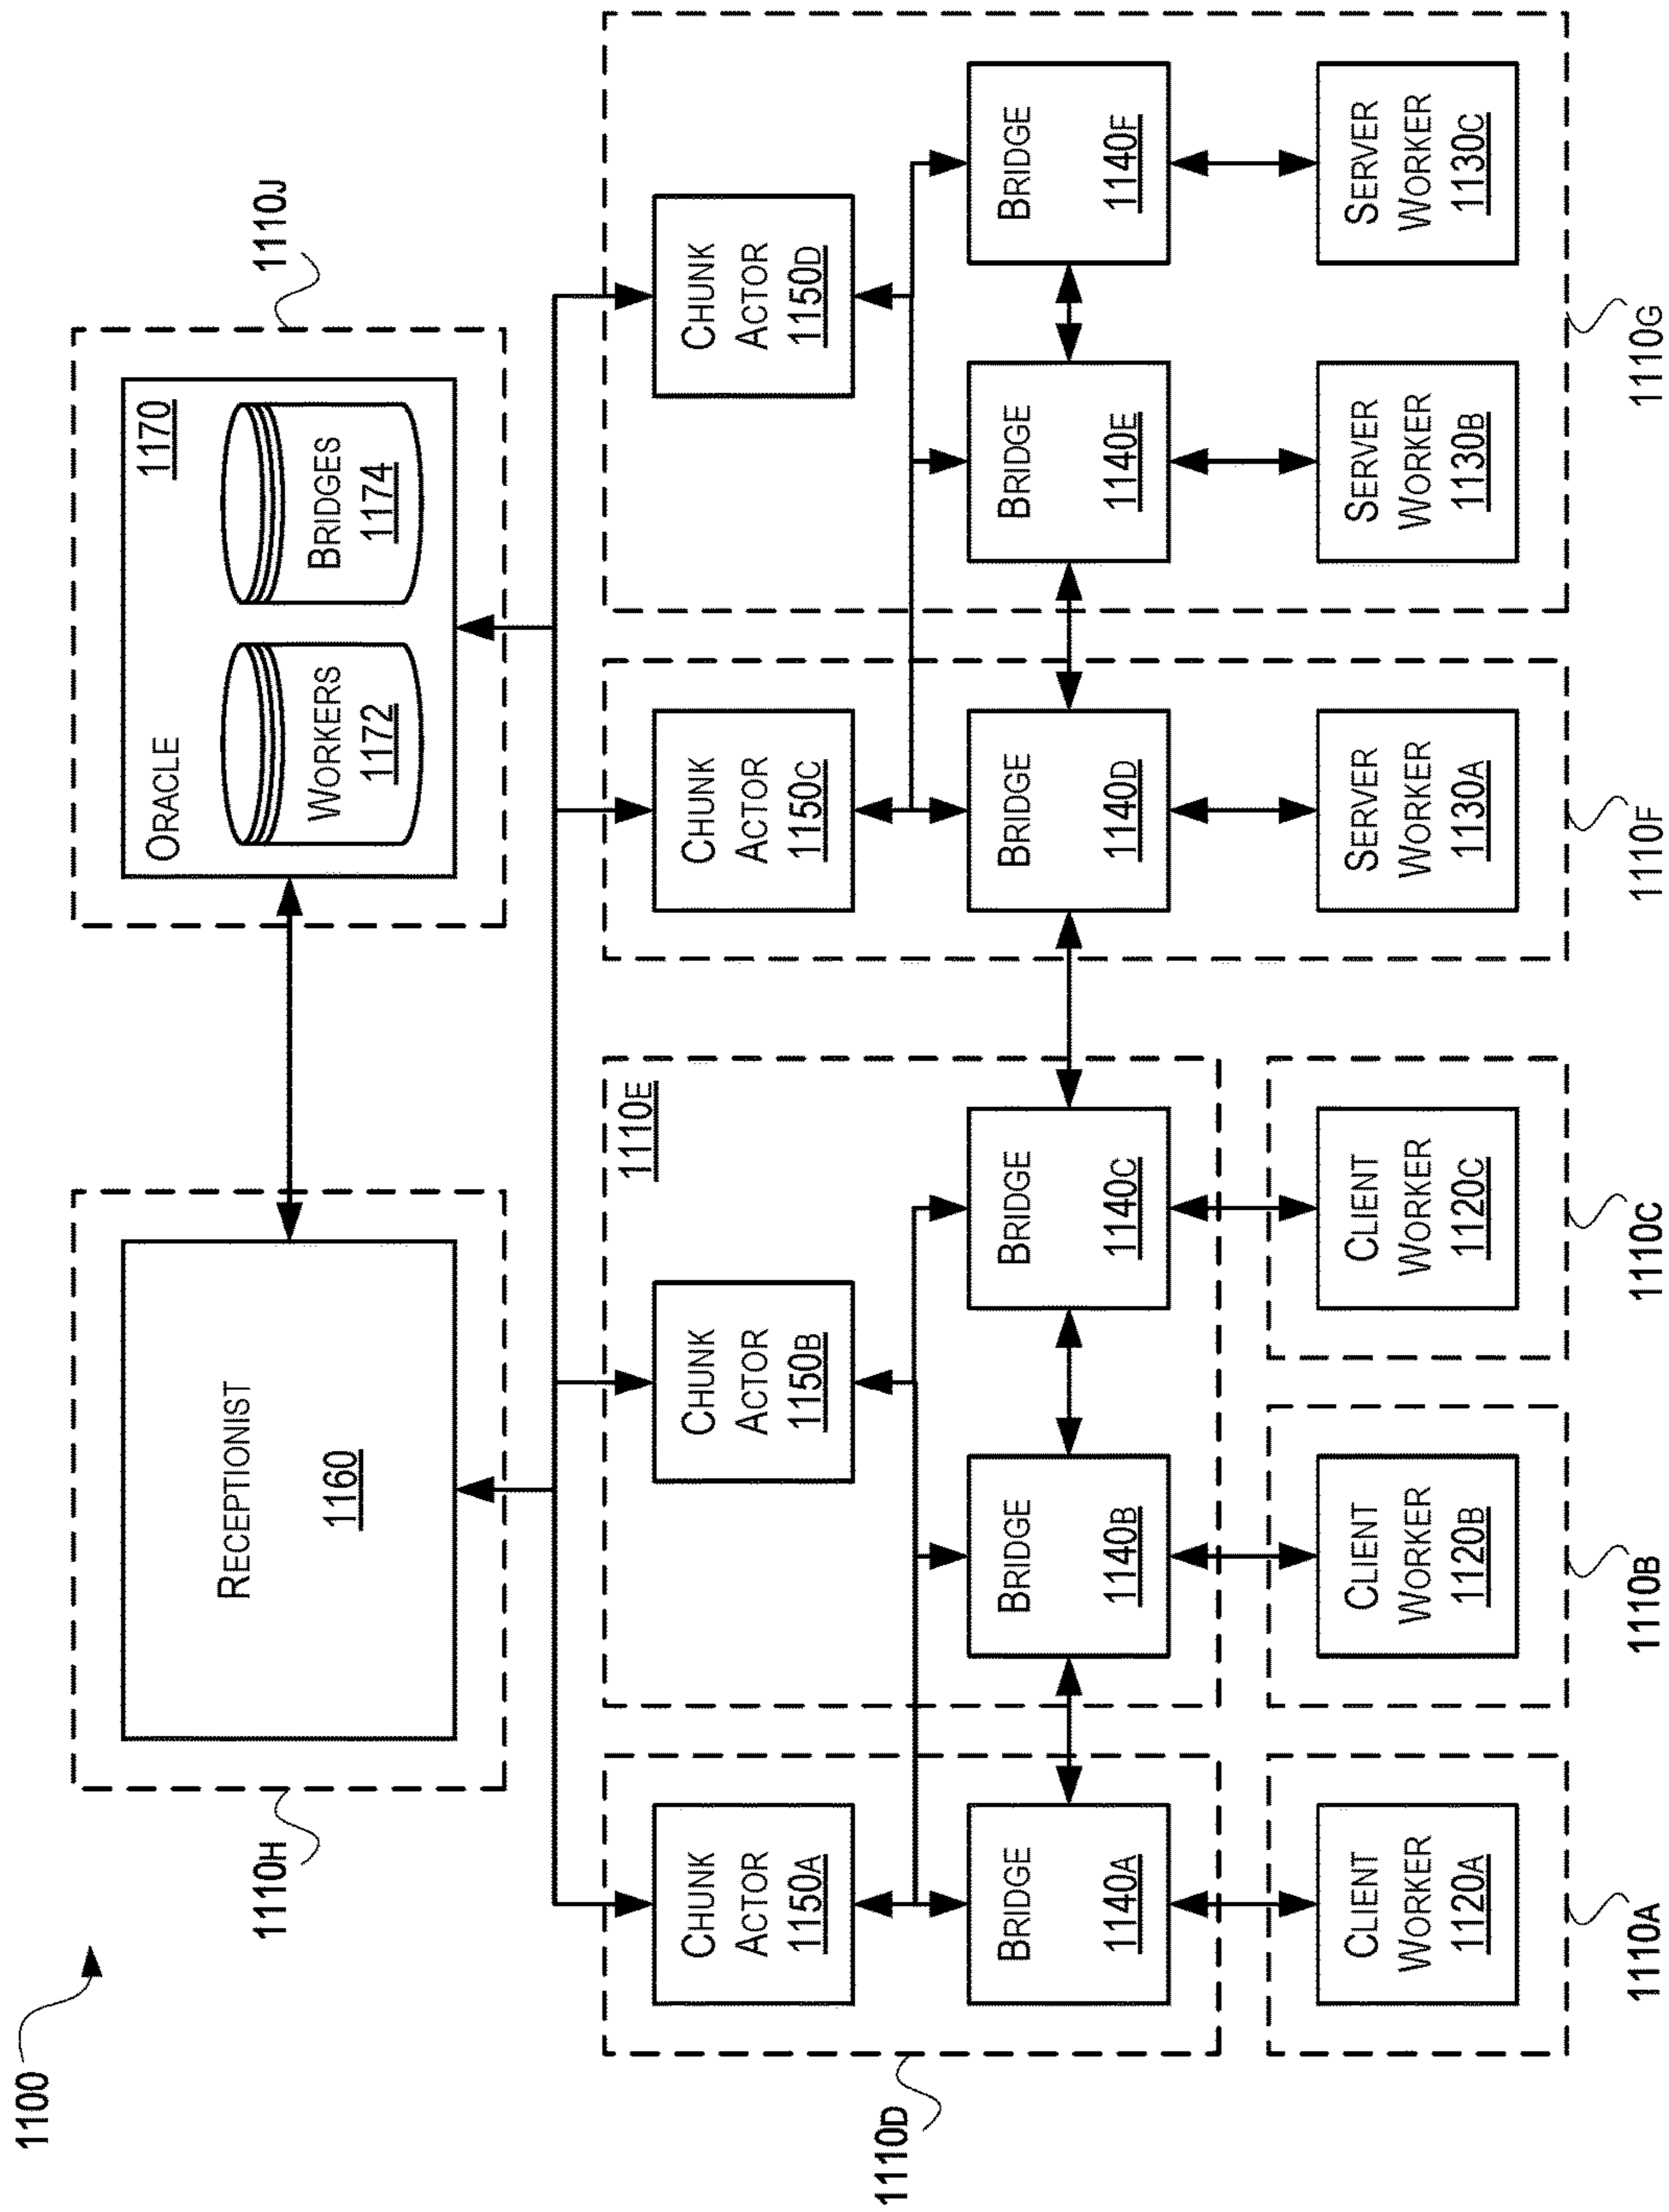 1100
1110H
RECEPTIONIST
1160
1110J
ORACLE
1170
WORKERS
1172
BRIDGES
1174
1110D
CHUNK
ACTOR
1150A
BRIDGE
1140A
1110E
CHUNK
ACTOR
1150B
BRIDGE
1140B
BRIDGE
1140C
CHUNK
ACTOR
1150C
BRIDGE
1140D
CHUNK
ACTOR
1150D
BRIDGE
1140E
BRIDGE
1140F
CLIENT
WORKER
1120A
CLIENT
WORKER
1120B
CLIENT
WORKER
1120C
SERVER
WORKER
1130A
SERVER
WORKER
1130B
SERVER
WORKER
1130C
1110A
1110B
1110C
1110F
1110G